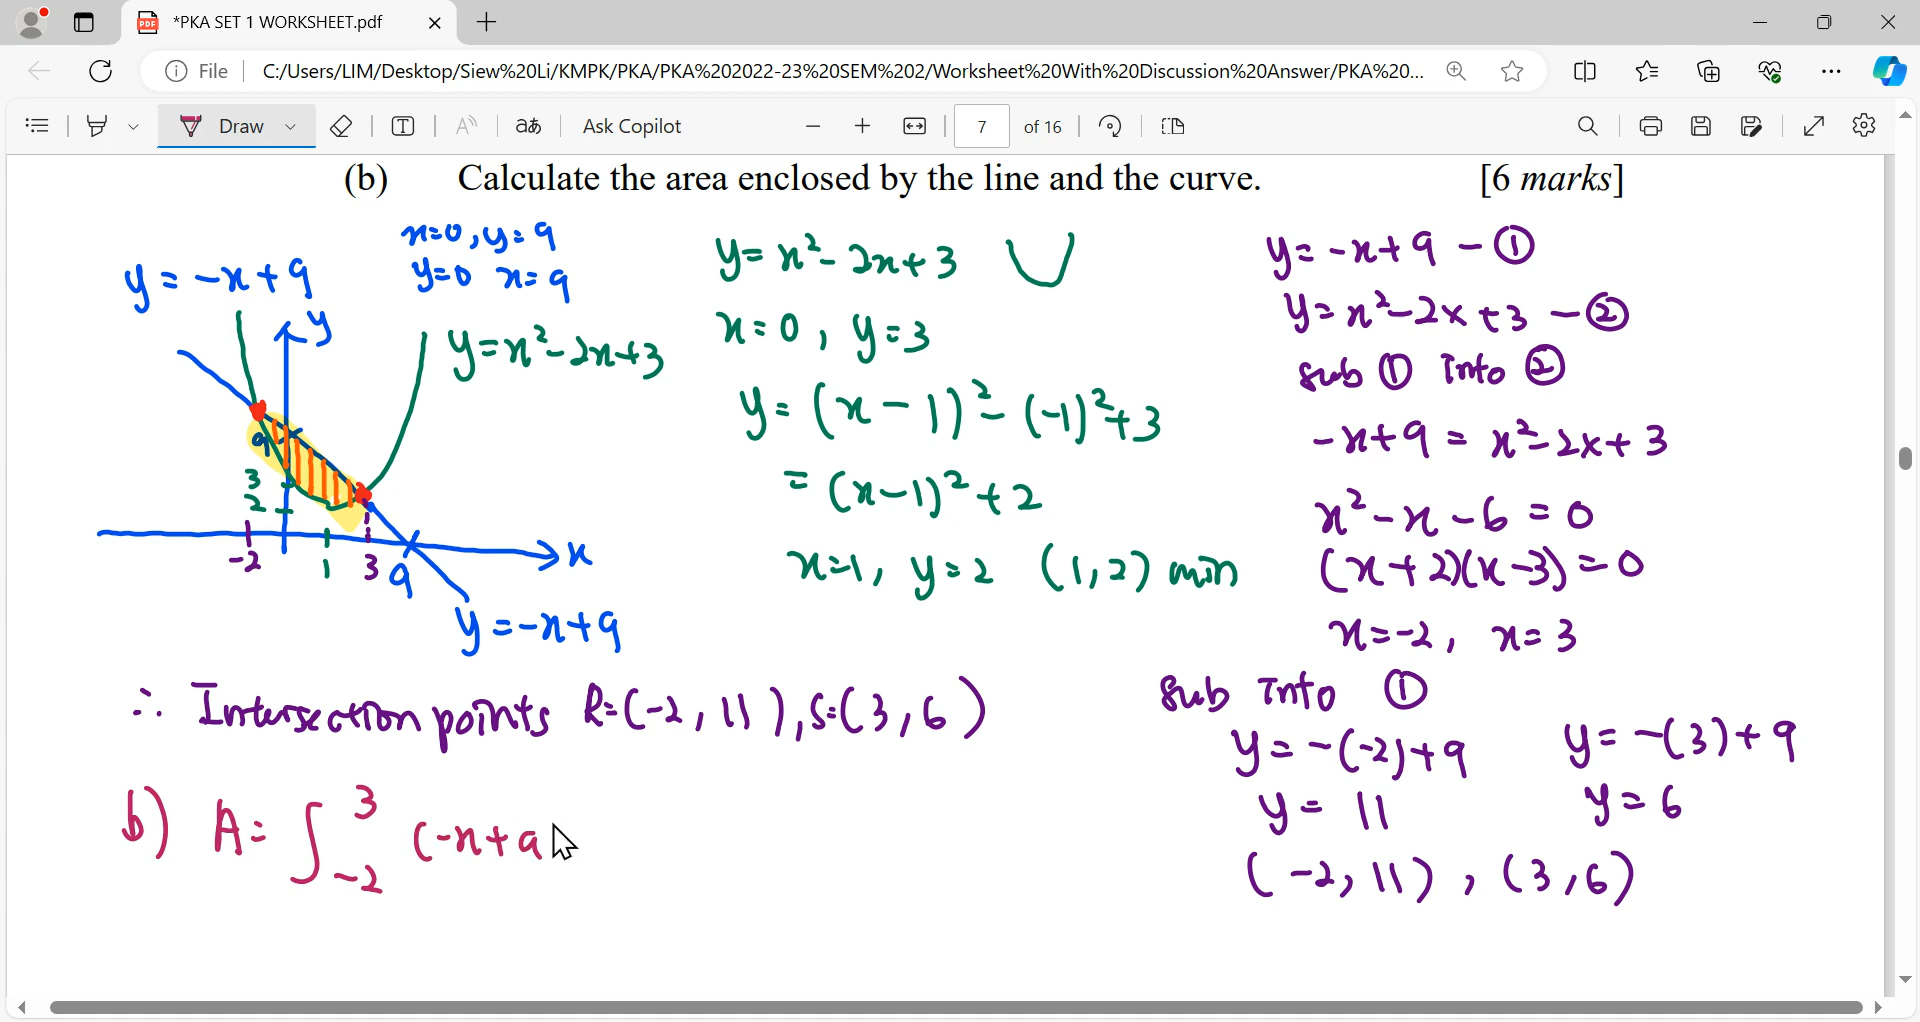 *PKA SET 1 WORKSHEET.pdf
File C:/Users/LIM/Desktop/Siew%20Li/KMPK/PKA/PKA%202022-23%20SEM%202/Worksheet%20With%20Discussion%20Answer/PKA%20...
Draw
aあ
Ask Copilot
7 of 16
(b) Calculate the area enclosed by the line and the curve. [6 marks]
y = -x + 9
x=0, y=9
y=0 x=9
y
y=x²-2x+3
9
3
2
-2 1 3 9
x
y=-x+9
y=x²-2x+3
x=0, y=3
y=(x-1)²-(-1)²+3
=(x-1)²+2
x=1, y=2 (1,2) min
y=-x+9 - ①
y=x²-2x+3 - ②
sub ① into ②
-x+9 = x²-2x+3
x²-x-6=0
(x+2)(x-3)=0
x=-2, x=3
sub into ①
y=-(-2)+9
y=11
y=-(3)+9
y=6
(-2, 11), (3, 6)
∴ Intersection points R=(-2, 11), S=(3, 6)
b) A= ∫₋₂³ (-x+9